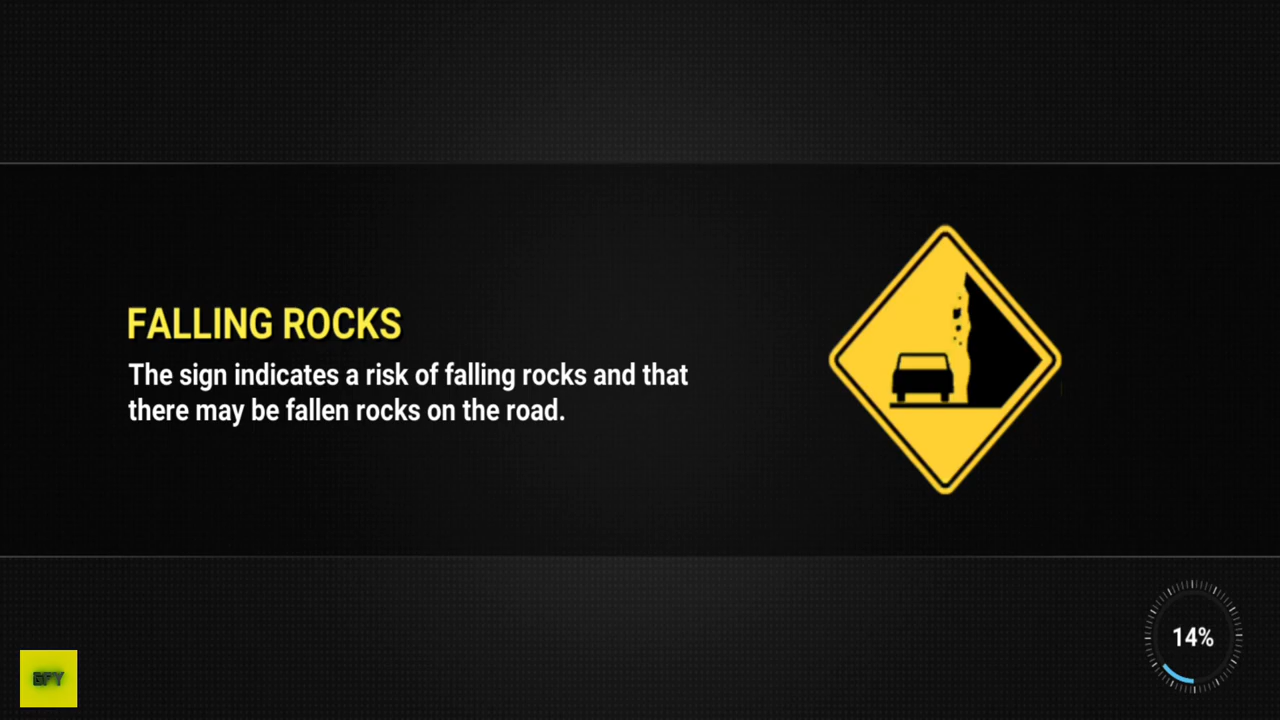 FALLING ROCKS
The sign indicates a risk of falling rocks and that
there may be fallen rocks on the road.
14%
GFY